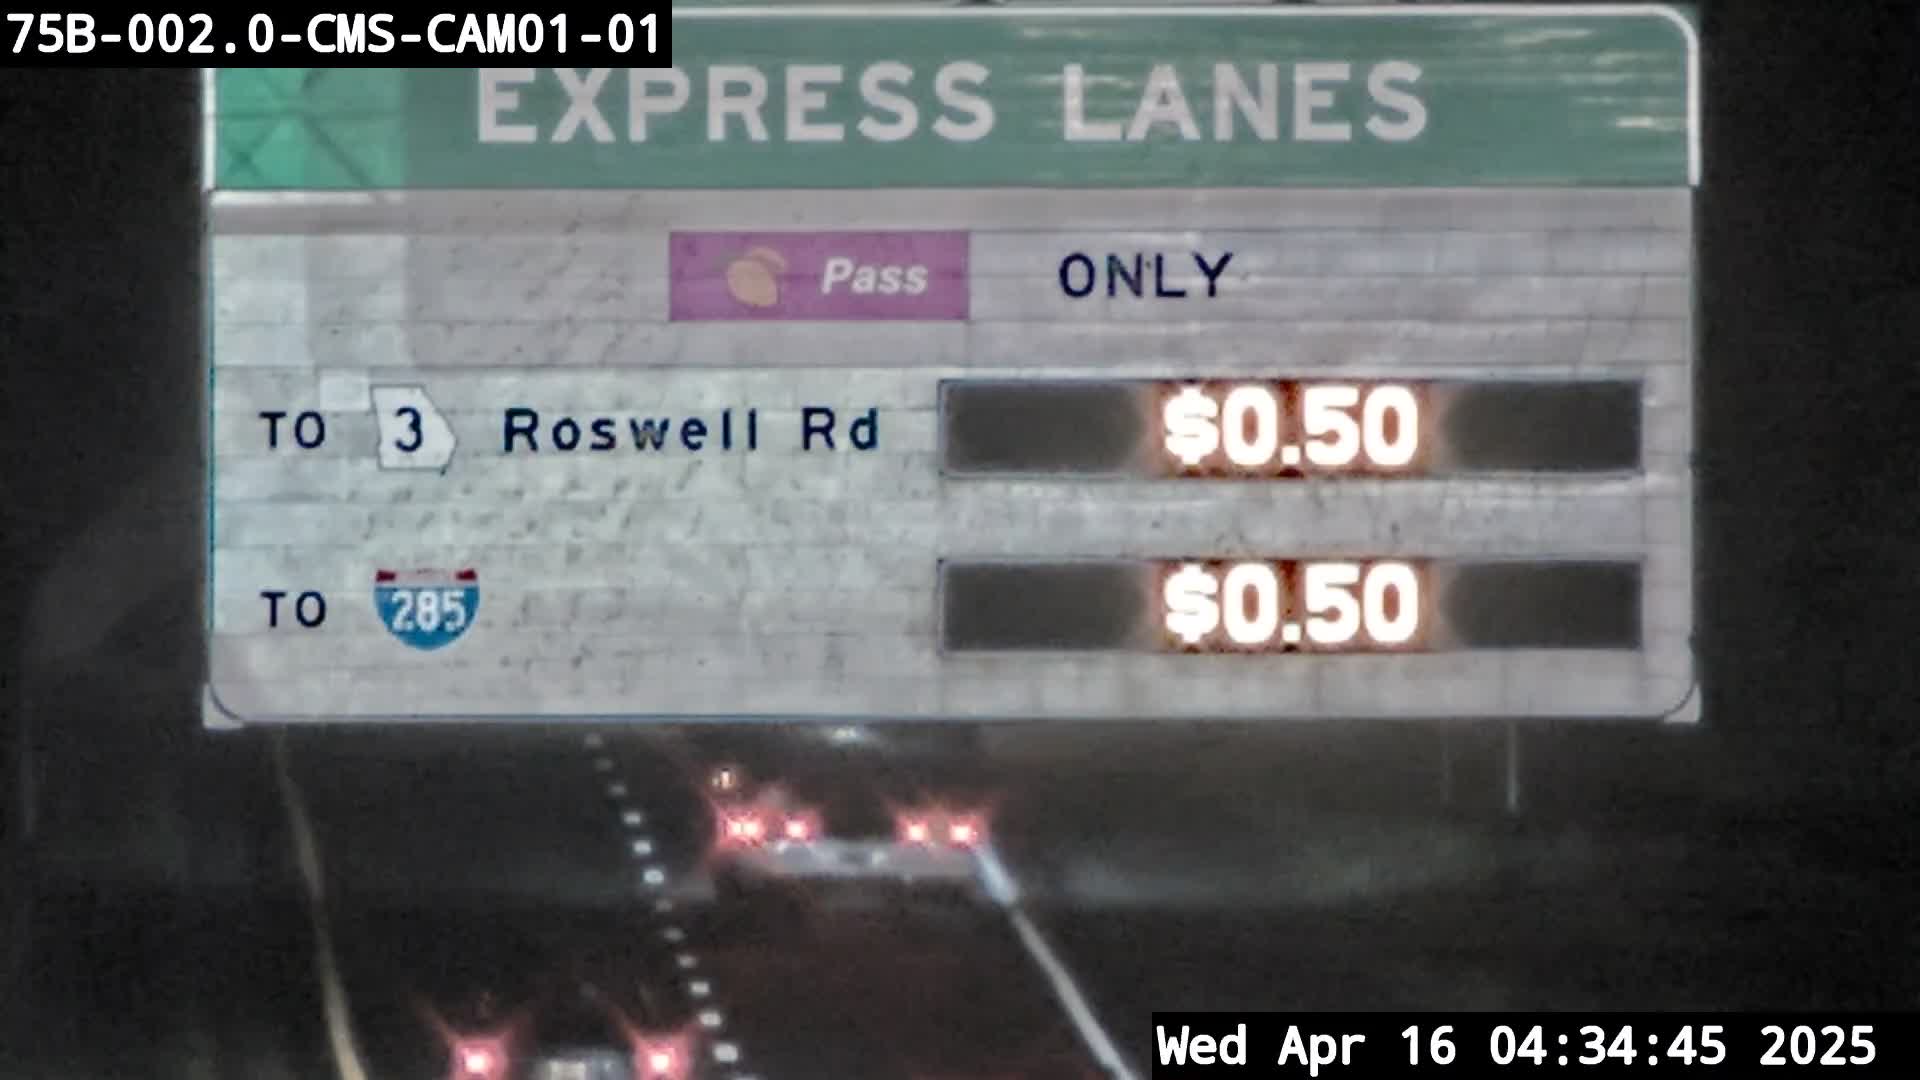 75B-002.0-CMS-CAM01-01
EXPRESS LANES
Pass ONLY
TO 3 Roswell Rd $0.50
TO 285 $0.50
Wed Apr 16 04:34:45 2025